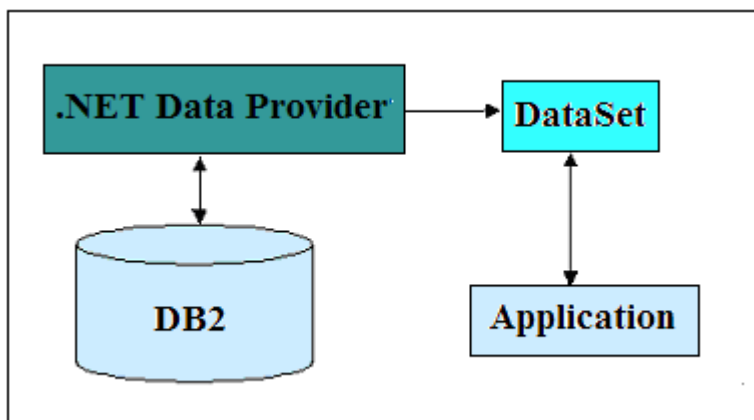 .NET Data Provider
DataSet
DB2
Application